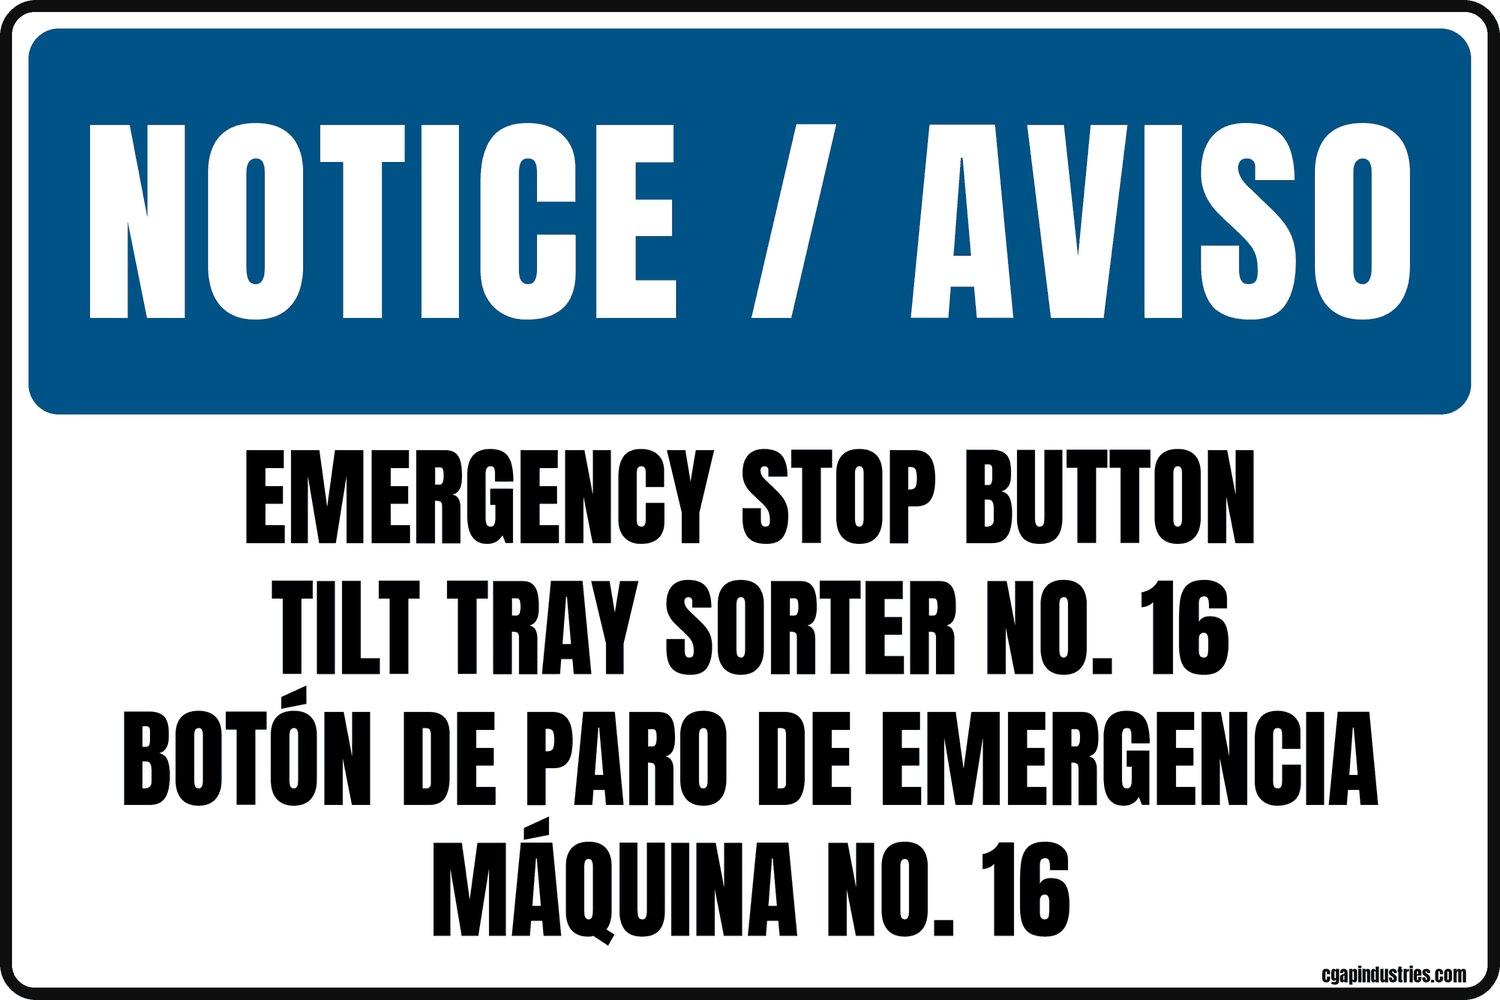 NOTICE / AVISO
EMERGENCY STOP BUTTON
TILT TRAY SORTER NO. 16
BOTÓN DE PARO DE EMERGENCIA
MÁQUINA NO. 16
cgapindustries.com